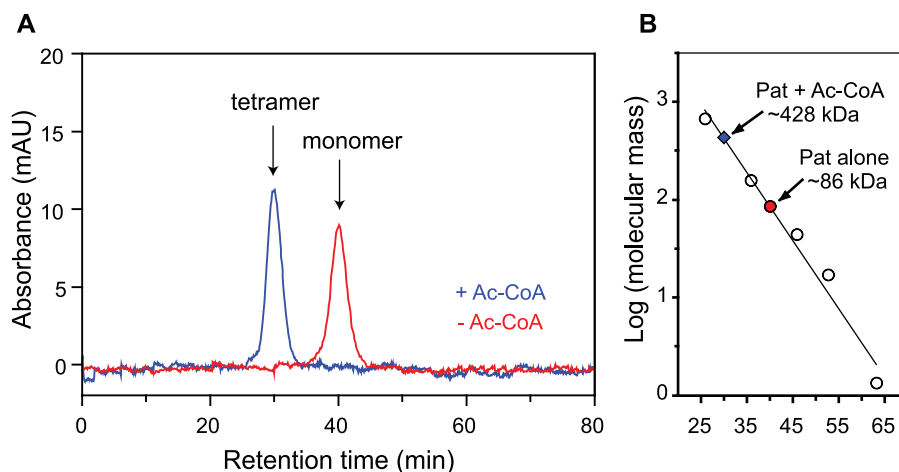 A
Absorbance (mAU)
20
15
10
5
0
tetramer
monomer
+ Ac-CoA
- Ac-CoA
0
20
40
60
80
Retention time (min)
B
Log (molecular mass)
3
2
1
0
Pat + Ac-CoA
~428 kDa
Pat alone
~86 kDa
25
35
45
55
65